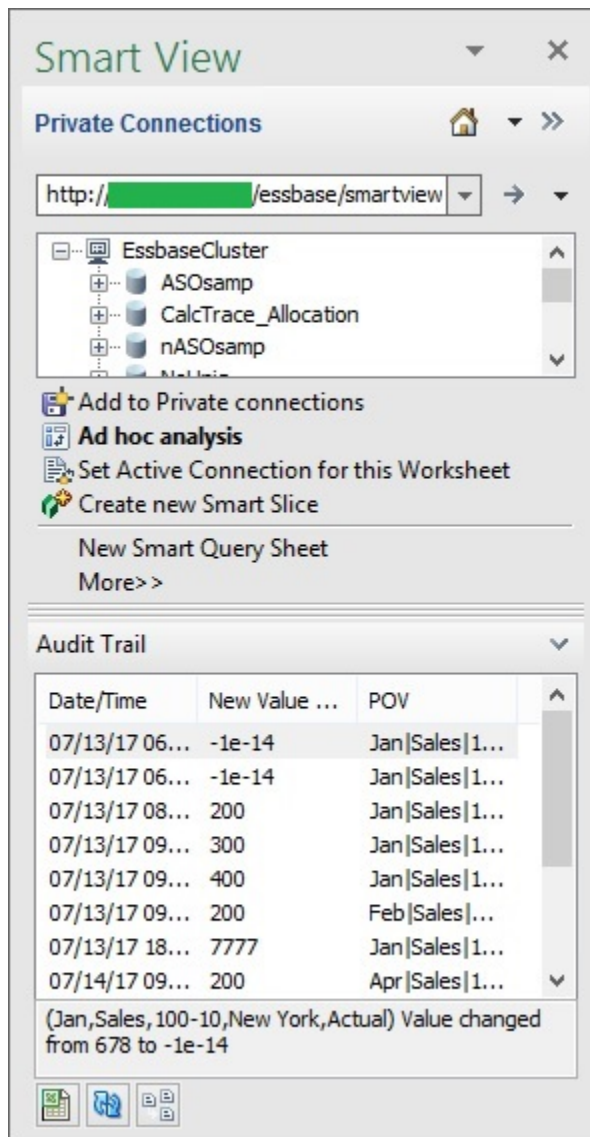 Smart View
Private Connections
http:// /essbase/smartview
EssbaseCluster
ASOsamp
CalcTrace_Allocation
nASOsamp
Add to Private connections
Ad hoc analysis
Set Active Connection for this Worksheet
Create new Smart Slice
New Smart Query Sheet
More>>
Audit Trail
Date/Time New Value ... POV
07/13/17 06... -1e-14 Jan|Sales|1...
07/13/17 06... -1e-14 Jan|Sales|1...
07/13/17 08... 200 Jan|Sales|1...
07/13/17 09... 300 Jan|Sales|1...
07/13/17 09... 400 Jan|Sales|1...
07/13/17 09... 200 Feb|Sales|...
07/13/17 18... 7777 Jan|Sales|1...
07/14/17 09... 200 Apr|Sales|1...
(Jan,Sales,100-10,New York,Actual) Value changed
from 678 to -1e-14